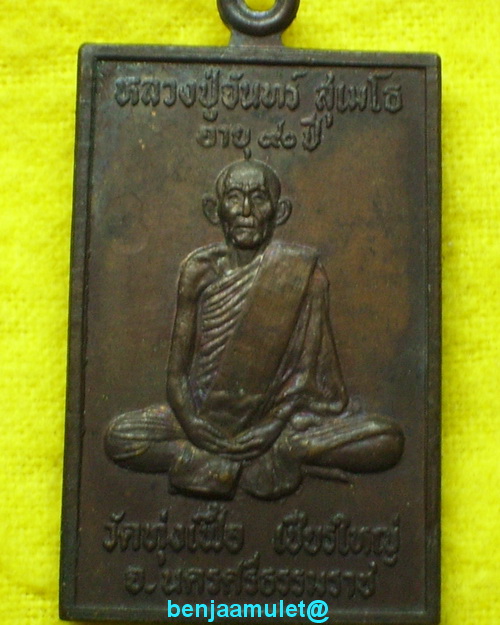 หลวงปู่จันทร์ สุเมโธ
อายุ ๙๒ ปี
วัดทุ่งเฟื้อ เชียรใหญ่
จ.นครศรีธรรมราช
benjaamulet@